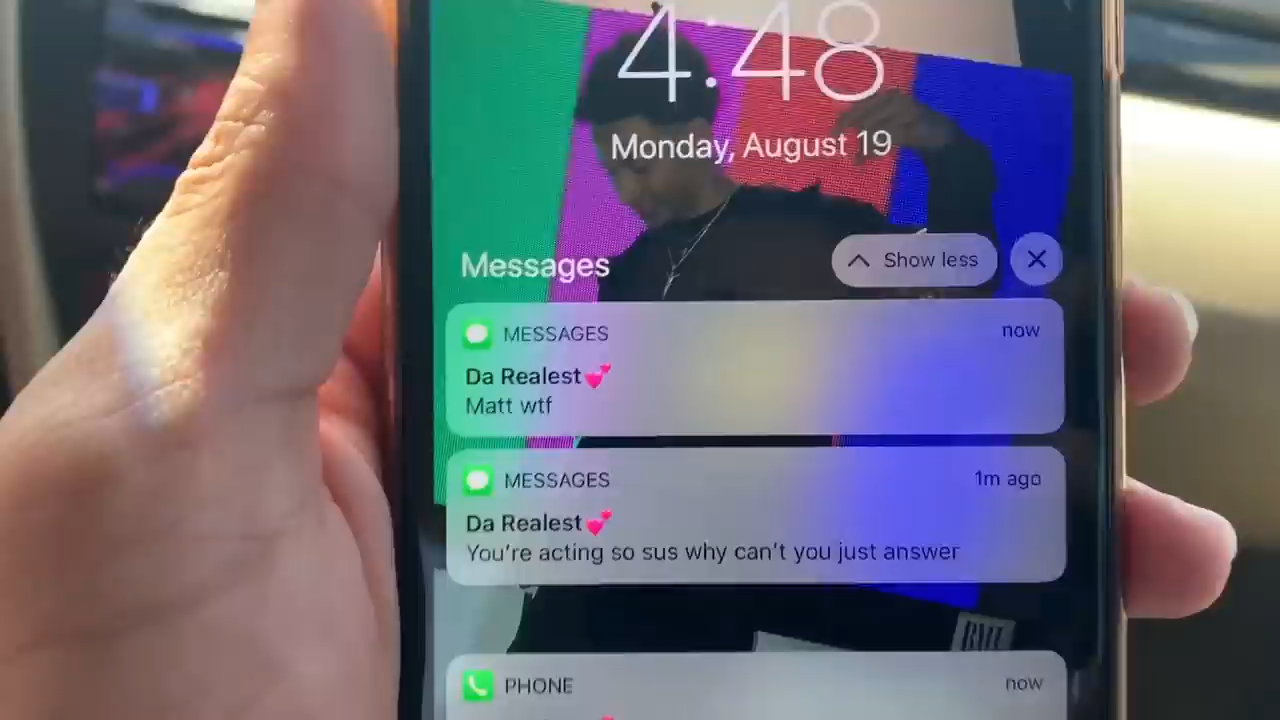 4:48
Monday, August 19
Messages
Show less
MESSAGES
now
Da Realest💕
Matt wtf
MESSAGES
1m ago
Da Realest💕
You're acting so sus why can't you just answer
PHONE
now